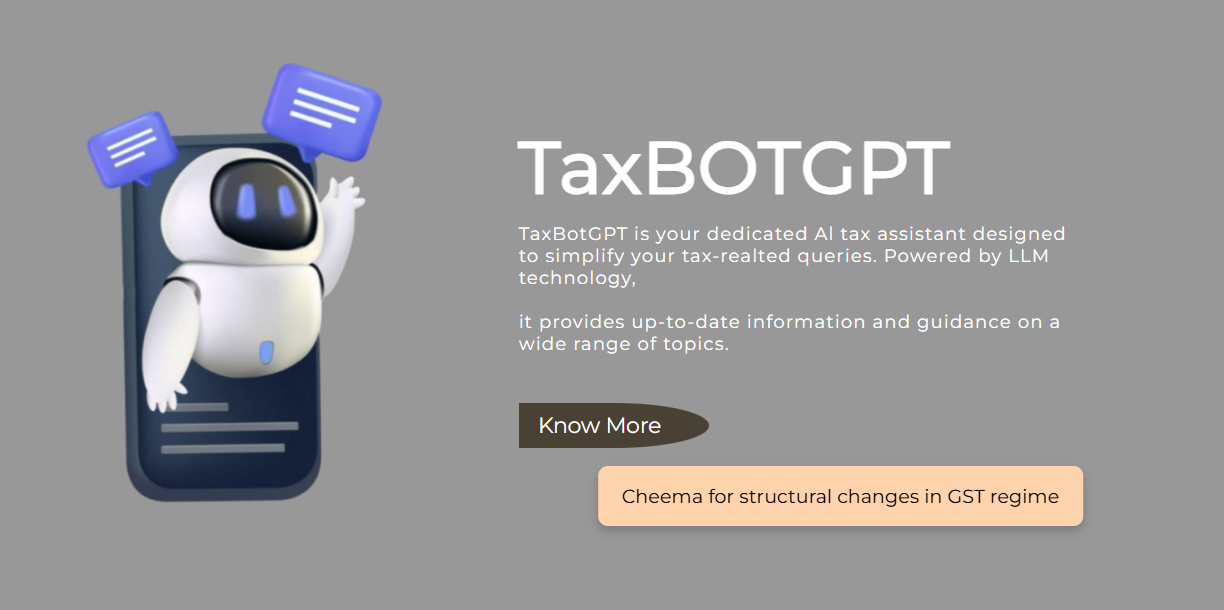 TaxBOTGPT
TaxBotGPT is your dedicated AI tax assistant designed
to simplify your tax-realted queries. Powered by LLM
technology,
it provides up-to-date information and guidance on a
wide range of topics.
Know More
Cheema for structural changes in GST regime